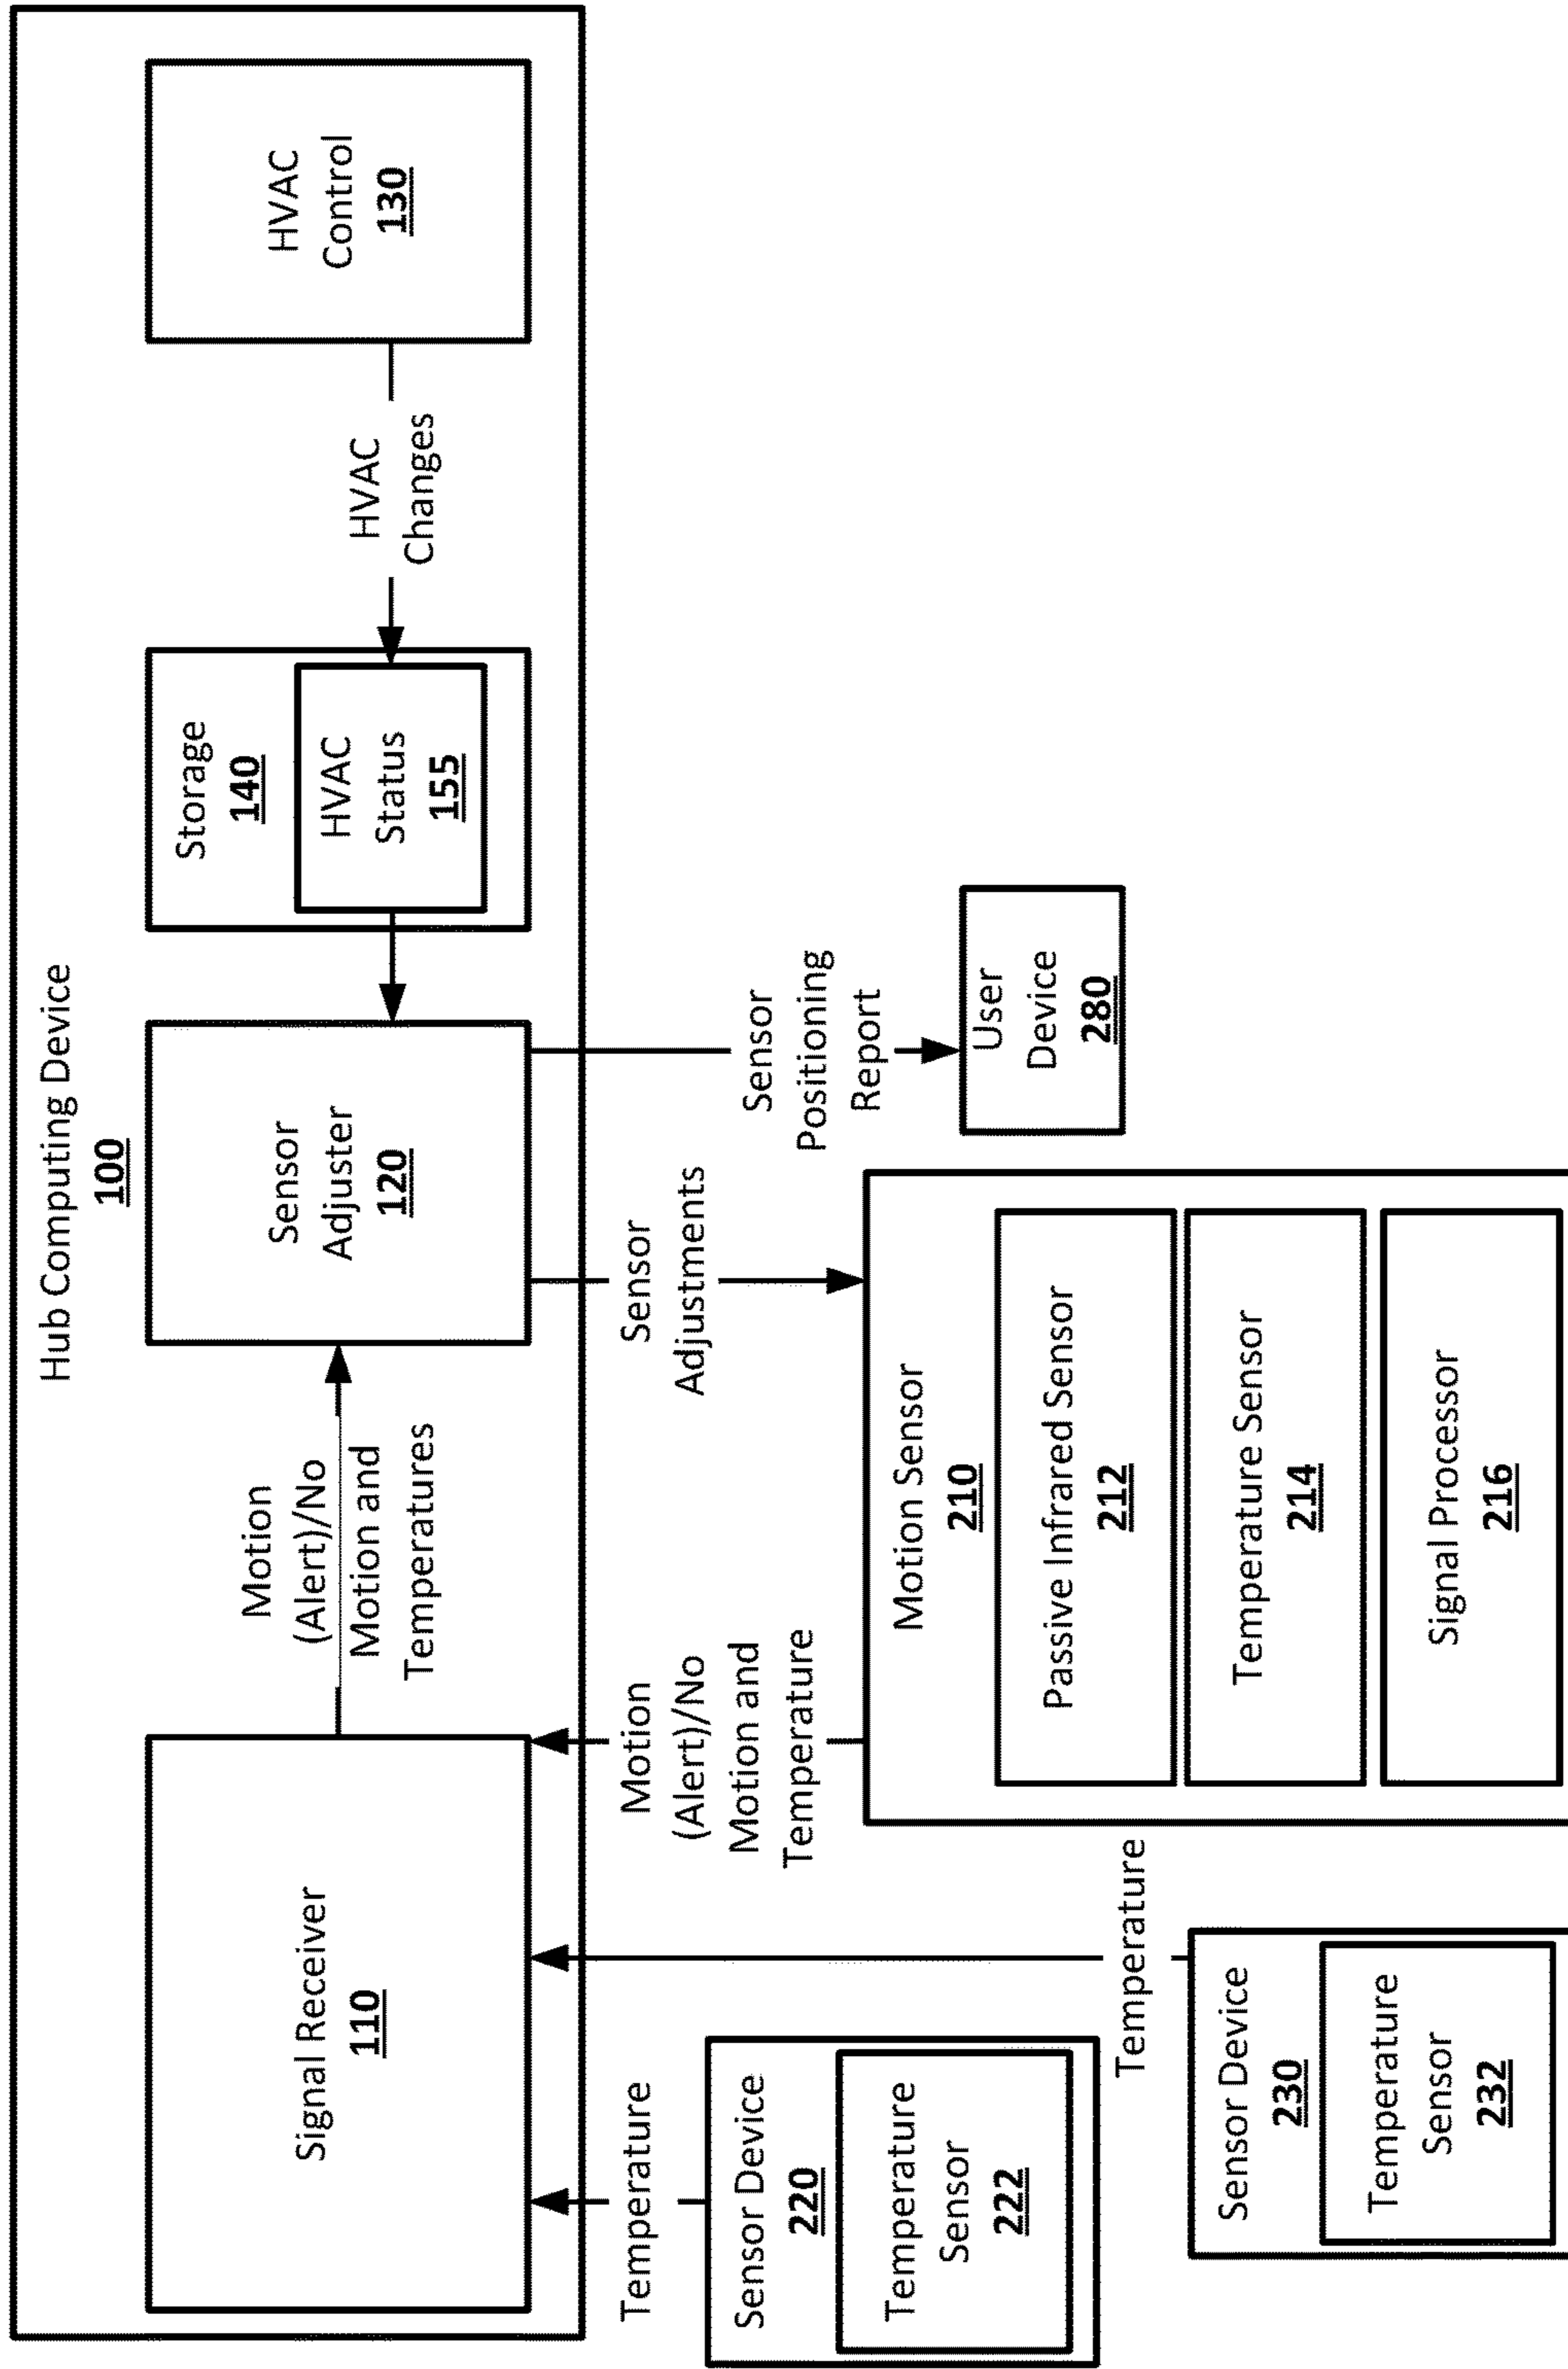 Hub Computing Device
100
Signal Receiver
110
Motion
(Alert)/No
Motion and
Temperatures
Sensor
Adjuster
120
Storage
140
HVAC
Status
155
HVAC
Changes
HVAC
Control
130
Temperature
Motion
(Alert)/No
Motion and
Temperature
Sensor
Adjustments
Sensor
Positioning
Report
Sensor Device
220
Temperature
Sensor
222
Temperature
Sensor Device
230
Temperature
Sensor
232
Motion Sensor
210
Passive Infrared Sensor
212
Temperature Sensor
214
Signal Processor
216
User
Device
280